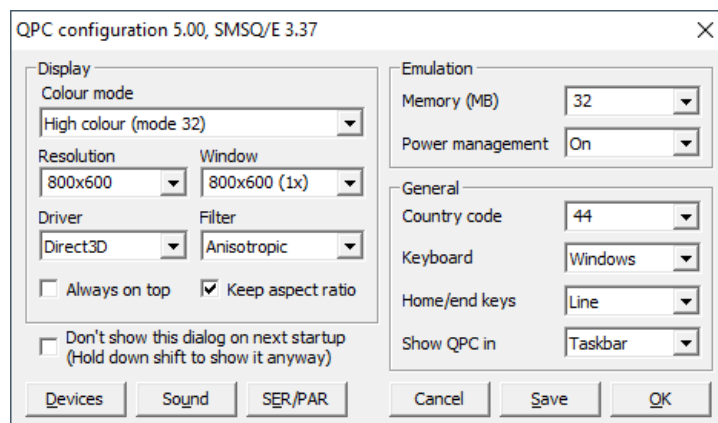 QPC configuration 5.00, SMSQ/E 3.37
Display
Colour mode
High colour (mode 32)
Resolution Window
800x600 800x600 (1x)
Driver Filter
Direct3D Anisotropic
Always on top Keep aspect ratio
Don't show this dialog on next startup
(Hold down shift to show it anyway)
Devices Sound SER/PAR
Emulation
Memory (MB) 32
Power management On
General
Country code 44
Keyboard Windows
Home/end keys Line
Show QPC in Taskbar
Cancel Save OK